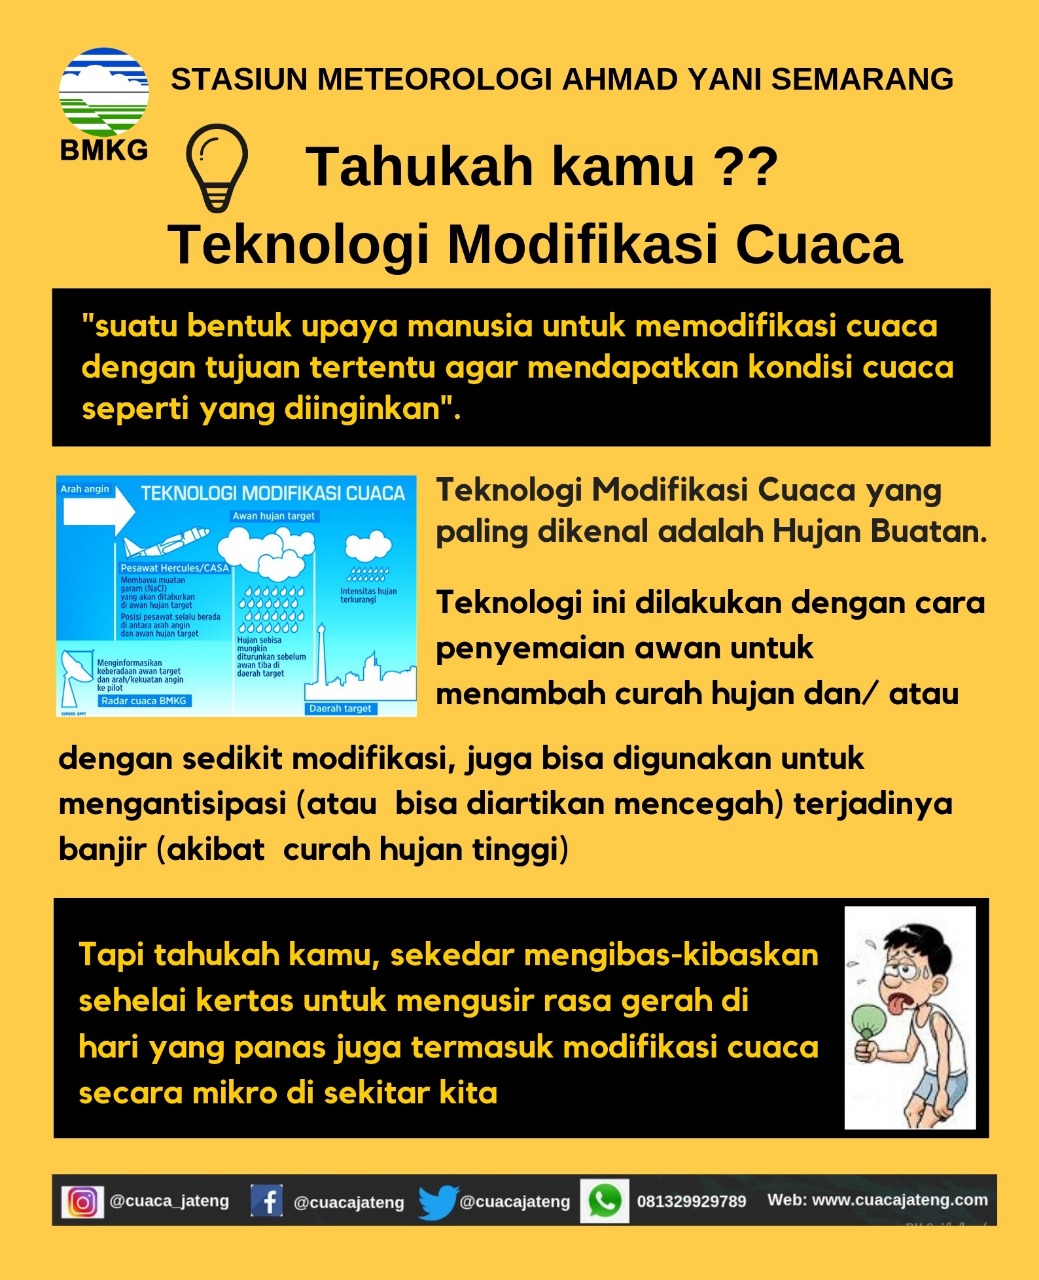 STASIUN METEOROLOGI AHMAD YANI SEMARANG
BMKG
Tahukah kamu ??
Teknologi Modifikasi Cuaca
"suatu bentuk upaya manusia untuk memodifikasi cuaca
dengan tujuan tertentu agar mendapatkan kondisi cuaca
seperti yang diinginkan".
Arah angin
TEKNOLOGI MODIFIKASI CUACA
Awan hujan target
Pesawat Hercules/CASA
Membawa muatan
garam (NaCl)
yang akan ditaburkan
di awan hujan target
Posisi pesawat selalu berada
di antara arah angin
dan awan hujan target
Intensitas hujan
terkurangi
Hujan sebisa
mungkin
diturunkan sebelum
awan tiba di
daerah target
Menginformasikan
keberadaan awan target
dan arah/kekuatan angin
ke pilot
Radar cuaca BMKG
SUMBER: BPPT
Daerah target
Teknologi Modifikasi Cuaca yang
paling dikenal adalah Hujan Buatan.
Teknologi ini dilakukan dengan cara
penyemaian awan untuk
menambah curah hujan dan/ atau
dengan sedikit modifikasi, juga bisa digunakan untuk
mengantisipasi (atau  bisa diartikan mencegah) terjadinya
banjir (akibat  curah hujan tinggi)
Tapi tahukah kamu, sekedar mengibas-kibaskan
sehelai kertas untuk mengusir rasa gerah di
hari yang panas juga termasuk modifikasi cuaca
secara mikro di sekitar kita
@cuaca_jateng @cuacajateng @cuacajateng 081329929789 Web: www.cuacajateng.com